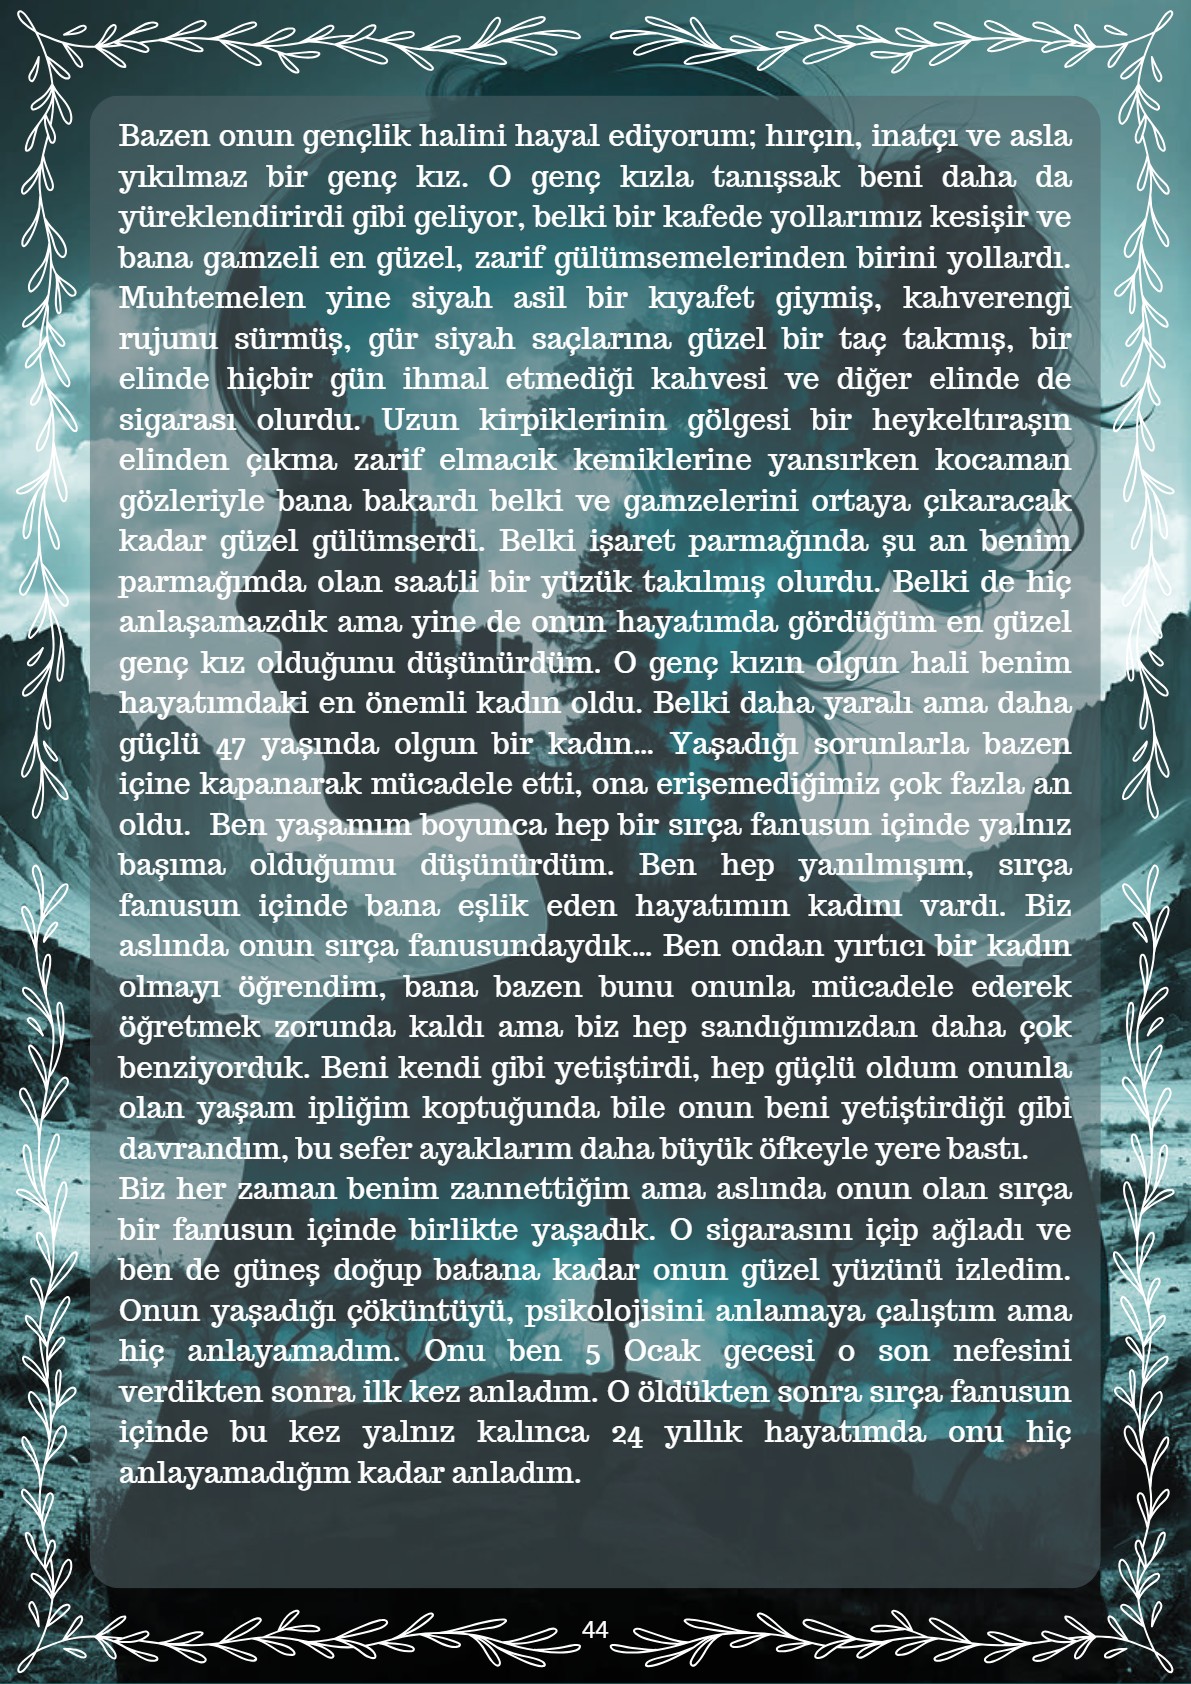 Bazen onun gençlik halini hayal ediyorum; hırçın, inatçı ve asla
yıkılmaz bir genç kız. O genç kızla tanışsak beni daha da
yüreklendirirdi gibi geliyor, belki bir kafede yollarımız kesişir ve
bana gamzeli en güzel, zarif gülümsemelerinden birini yollardı.
Muhtemelen yine siyah asil bir kıyafet giymiş, kahverengi
rujunu sürmüş, gür siyah saçlarına güzel bir taç takmış, bir
elinde hiçbir gün ihmal etmediği kahvesi ve diğer elinde de
sigarası olurdu. Uzun kirpiklerinin gölgesi bir heykeltıraşın
elinden çıkma zarif elmacık kemiklerine yansırken kocaman
gözleriyle bana bakardı belki ve gamzelerini ortaya çıkaracak
kadar güzel gülümserdi. Belki işaret parmağında şu an benim
parmağımda olan saatli bir yüzük takılmış olurdu. Belki de hiç
anlaşamazdık ama yine de onun hayatımda gördüğüm en güzel
genç kız olduğunu düşünürdüm. O genç kızın olgun hali benim
hayatımdaki en önemli kadın oldu. Belki daha yaralı ama daha
güçlü 47 yaşında olgun bir kadın... Yaşadığı sorunlarla bazen
içine kapanarak mücadele etti, ona erişemediğimiz çok fazla an
oldu. Ben yaşamım boyunca hep bir sırça fanusun içinde yalnız
başıma olduğumu düşünürdüm. Ben hep yanılmışım, sırça
fanusun içinde bana eşlik eden hayatımın kadını vardı. Biz
aslında onun sırça fanusundaydık... Ben ondan yırtıcı bir kadın
olmayı öğrendim, bana bazen bunu onunla mücadele ederek
öğretmek zorunda kaldı ama biz hep sandığımızdan daha çok
benziyorduk. Beni kendi gibi yetiştirdi, hep güçlü oldum onunla
olan yaşam ipliğim koptuğunda bile onun beni yetiştirdiği gibi
davrandım, bu sefer ayaklarım daha büyük öfkeyle yere bastı.
Biz her zaman benim zannettiğim ama aslında onun olan sırça
bir fanusun içinde birlikte yaşadık. O sigarasını içip ağladı ve
ben de güneş doğup batana kadar onun güzel yüzünü izledim.
Onun yaşadığı çöküntüyü, psikolojisini anlamaya çalıştım ama
hiç anlayamadım. Onu ben 5 Ocak gecesi o son nefesini
verdikten sonra ilk kez anladım. O öldükten sonra sırça fanusun
içinde bu kez yalnız kalınca 24 yıllık hayatımda onu hiç
anlayamadığım kadar anladım.
44